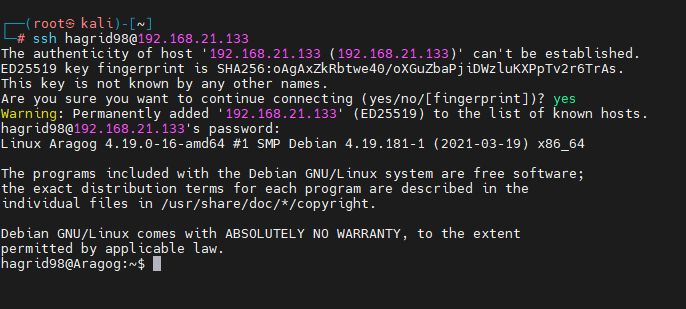 ┌──(root㉿kali)-[~]
└─# ssh hagrid98@192.168.21.133
The authenticity of host '192.168.21.133 (192.168.21.133)' can't be established.
ED25519 key fingerprint is SHA256:oAgAxZkRbtwe40/oXGuZbaPjiDWzluKXPpTv2r6TrAs.
This key is not known by any other names.
Are you sure you want to continue connecting (yes/no/[fingerprint])? yes
Warning: Permanently added '192.168.21.133' (ED25519) to the list of known hosts.
hagrid98@192.168.21.133's password:
Linux Aragog 4.19.0-16-amd64 #1 SMP Debian 4.19.181-1 (2021-03-19) x86_64
The programs included with the Debian GNU/Linux system are free software;
the exact distribution terms for each program are described in the
individual files in /usr/share/doc/*/copyright.
Debian GNU/Linux comes with ABSOLUTELY NO WARRANTY, to the extent
permitted by applicable law.
hagrid98@Aragog:~$